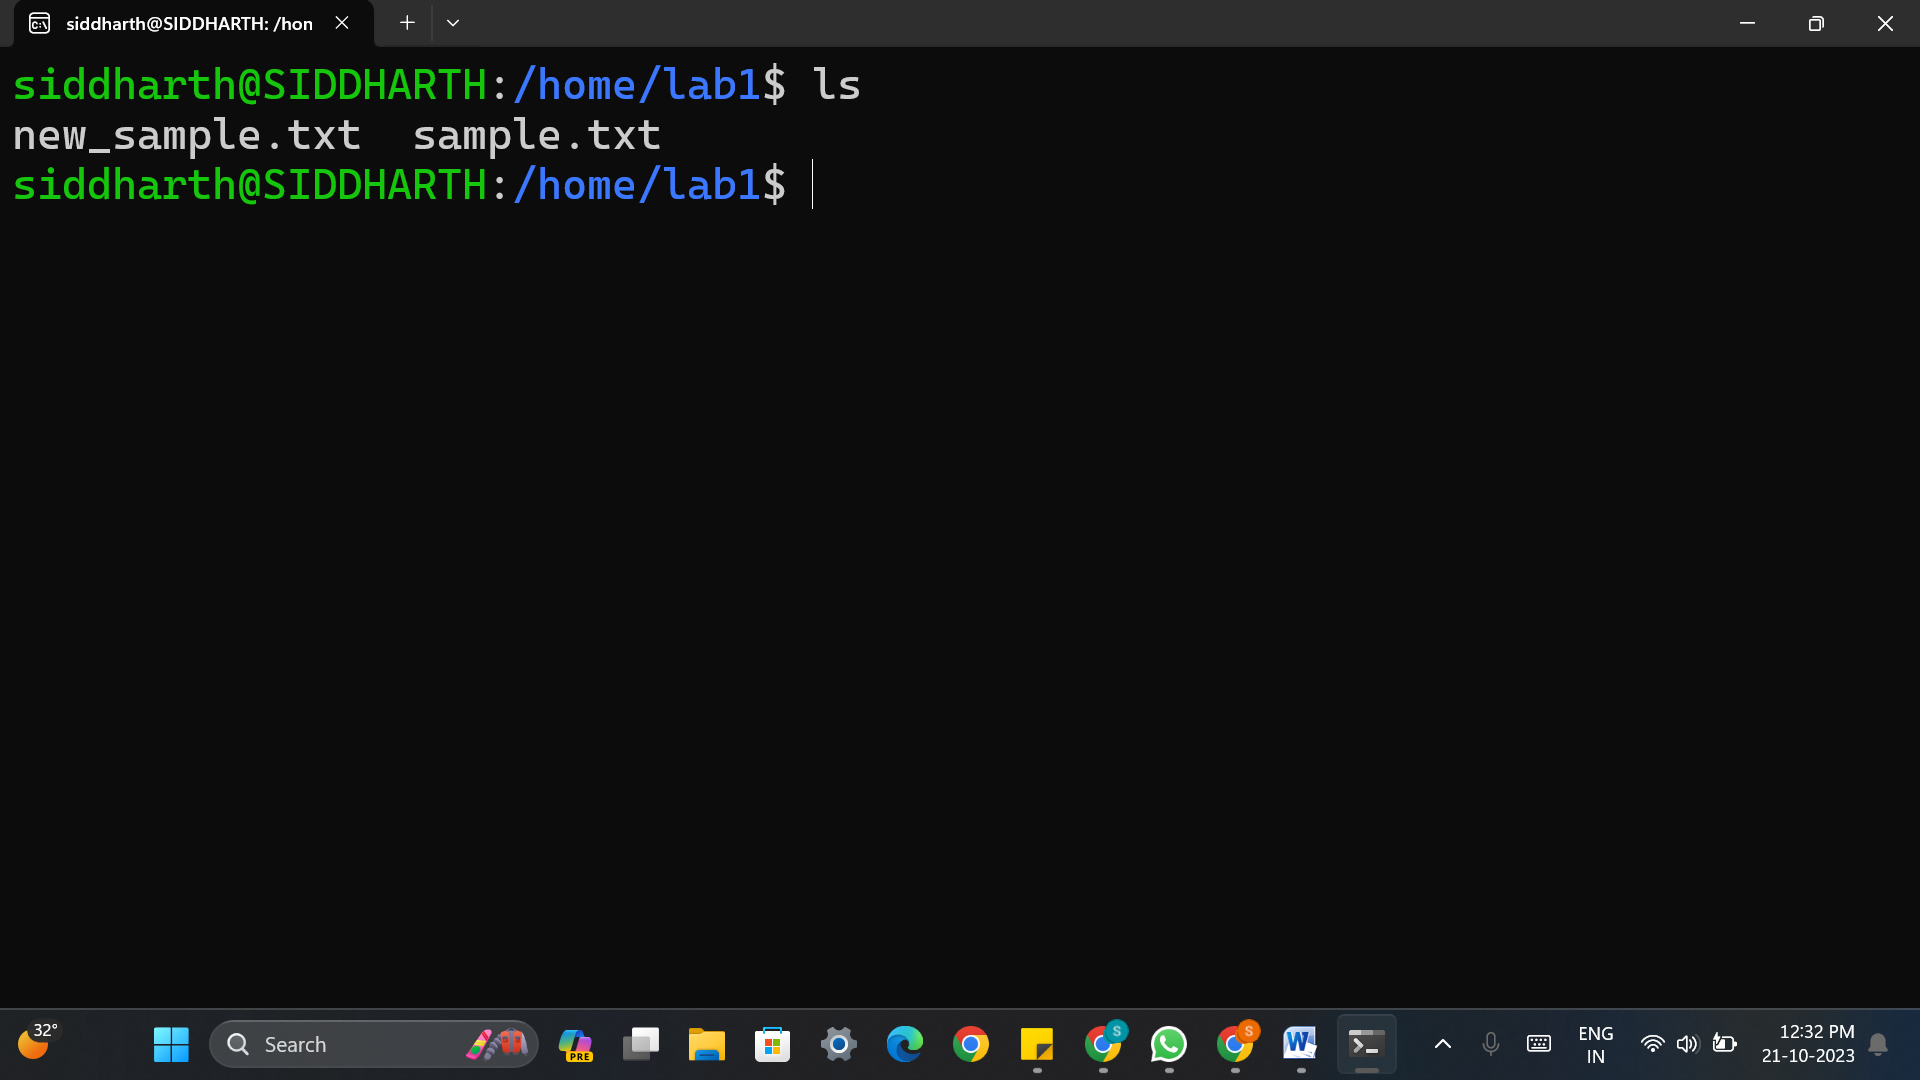 siddharth@SIDDHARTH: /hon
siddharth@SIDDHARTH:/home/lab1$ ls
new_sample.txt  sample.txt
siddharth@SIDDHARTH:/home/lab1$
32°
Search
PRE
S
S
W
ENG
IN
12:32 PM
21-10-2023